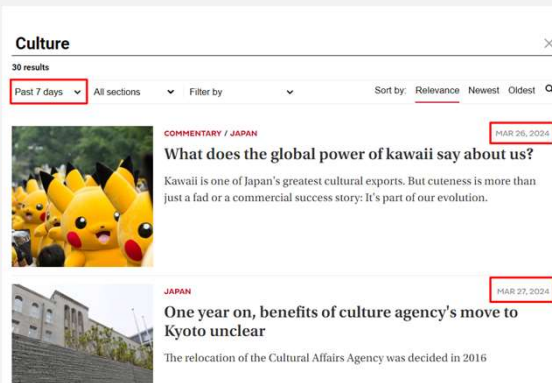 Culture
30 results
Past 7 days All sections Filter by Sort by: Relevance Newest Oldest
COMMENTARY / JAPAN MAR 26, 2024
What does the global power of kawaii say about us?
Kawaii is one of Japan's greatest cultural exports. But cuteness is more than
just a fad or a commercial success story: It's part of our evolution.
JAPAN MAR 27, 2024
One year on, benefits of culture agency's move to
Kyoto unclear
The relocation of the Cultural Affairs Agency was decided in 2016